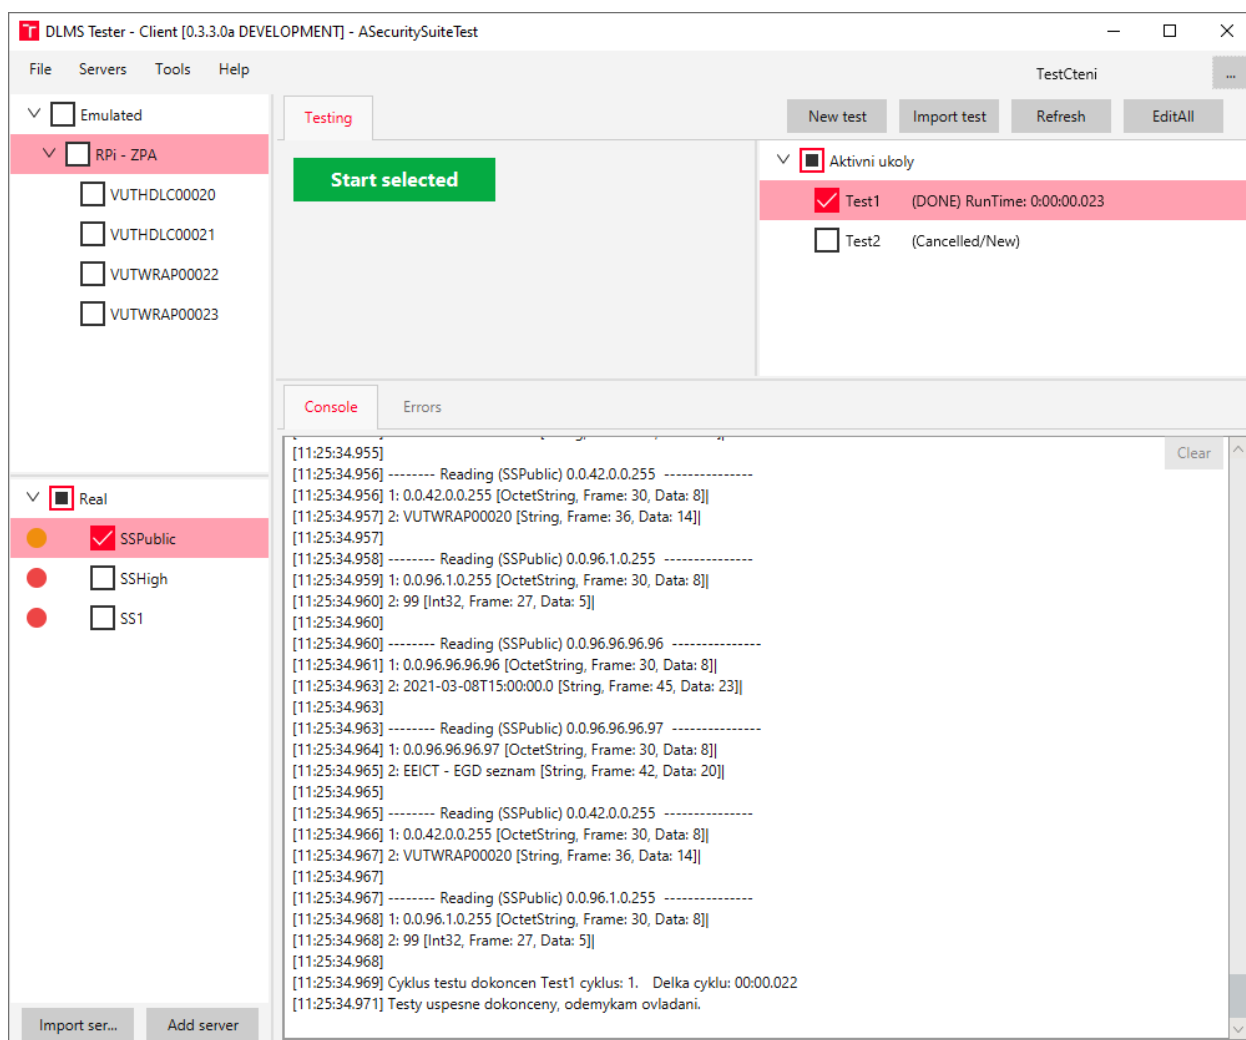 DLMS Tester - Client [0.3.3.0a DEVELOPMENT] - ASecuritySuiteTest
File Servers Tools Help
TestCteni ...
Emulated
RPi - ZPA
VUTHDLC00020
VUTHDLC00021
VUTWRAP00022
VUTWRAP00023
Real
SSPublic
SSHigh
SS1
Import ser... Add server
Testing
New test Import test Refresh EditAll
Start selected
Aktivni ukoly
Test1 (DONE) RunTime: 0:00:00.023
Test2 (Cancelled/New)
Console Errors
Clear
[11:25:34.955]
[11:25:34.956] -------- Reading (SSPublic) 0.0.42.0.0.255 ---------------
[11:25:34.956] 1: 0.0.42.0.0.255 [OctetString, Frame: 30, Data: 8]|
[11:25:34.957] 2: VUTWRAP00020 [String, Frame: 36, Data: 14]|
[11:25:34.957]
[11:25:34.958] -------- Reading (SSPublic) 0.0.96.1.0.255 ---------------
[11:25:34.959] 1: 0.0.96.1.0.255 [OctetString, Frame: 30, Data: 8]|
[11:25:34.960] 2: 99 [Int32, Frame: 27, Data: 5]|
[11:25:34.960]
[11:25:34.960] -------- Reading (SSPublic) 0.0.96.96.96.96 ---------------
[11:25:34.961] 1: 0.0.96.96.96.96 [OctetString, Frame: 30, Data: 8]|
[11:25:34.963] 2: 2021-03-08T15:00:00.0 [String, Frame: 45, Data: 23]|
[11:25:34.963]
[11:25:34.963] -------- Reading (SSPublic) 0.0.96.96.96.97 ---------------
[11:25:34.964] 1: 0.0.96.96.96.97 [OctetString, Frame: 30, Data: 8]|
[11:25:34.965] 2: EEICT - EGD seznam [String, Frame: 42, Data: 20]|
[11:25:34.965]
[11:25:34.965] -------- Reading (SSPublic) 0.0.42.0.0.255 ---------------
[11:25:34.966] 1: 0.0.42.0.0.255 [OctetString, Frame: 30, Data: 8]|
[11:25:34.967] 2: VUTWRAP00020 [String, Frame: 36, Data: 14]|
[11:25:34.967]
[11:25:34.967] -------- Reading (SSPublic) 0.0.96.1.0.255 ---------------
[11:25:34.968] 1: 0.0.96.1.0.255 [OctetString, Frame: 30, Data: 8]|
[11:25:34.968] 2: 99 [Int32, Frame: 27, Data: 5]|
[11:25:34.968]
[11:25:34.969] Cyklus testu dokoncen Test1 cyklus: 1. Delka cyklu: 00:00.022
[11:25:34.971] Testy uspesne dokonceny, odemykam ovladani.